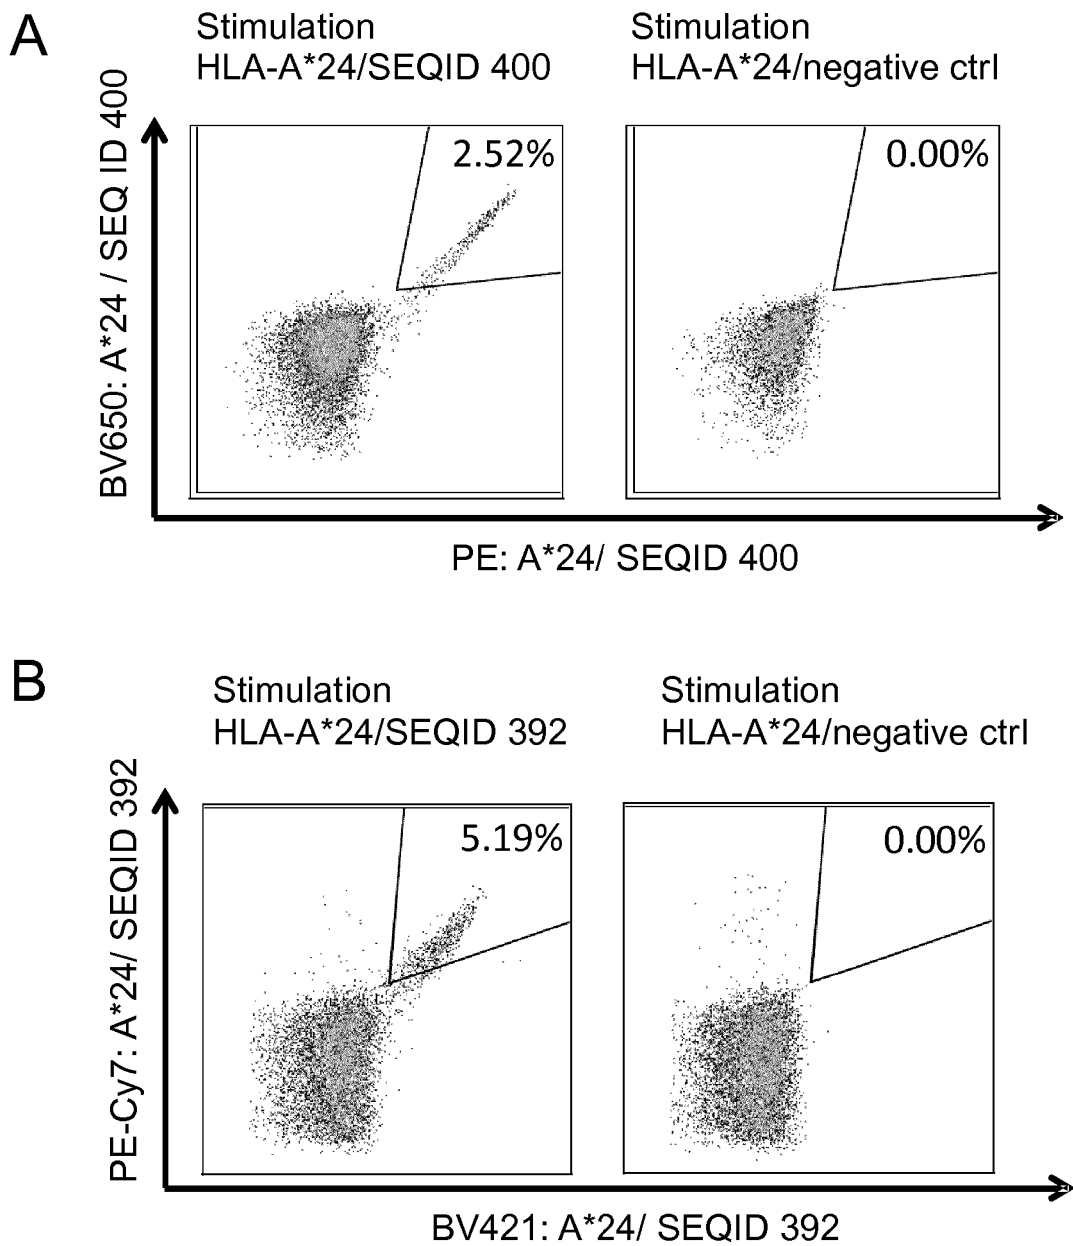 A
Stimulation
HLA-A*24/SEQID 400
Stimulation
HLA-A*24/negative ctrl
BV650: A*24 / SEQ ID 400
2.52%
0.00%
PE: A*24/ SEQID 400
B
Stimulation
HLA-A*24/SEQID 392
Stimulation
HLA-A*24/negative ctrl
PE-Cy7: A*24/ SEQID 392
5.19%
0.00%
BV421: A*24/ SEQID 392